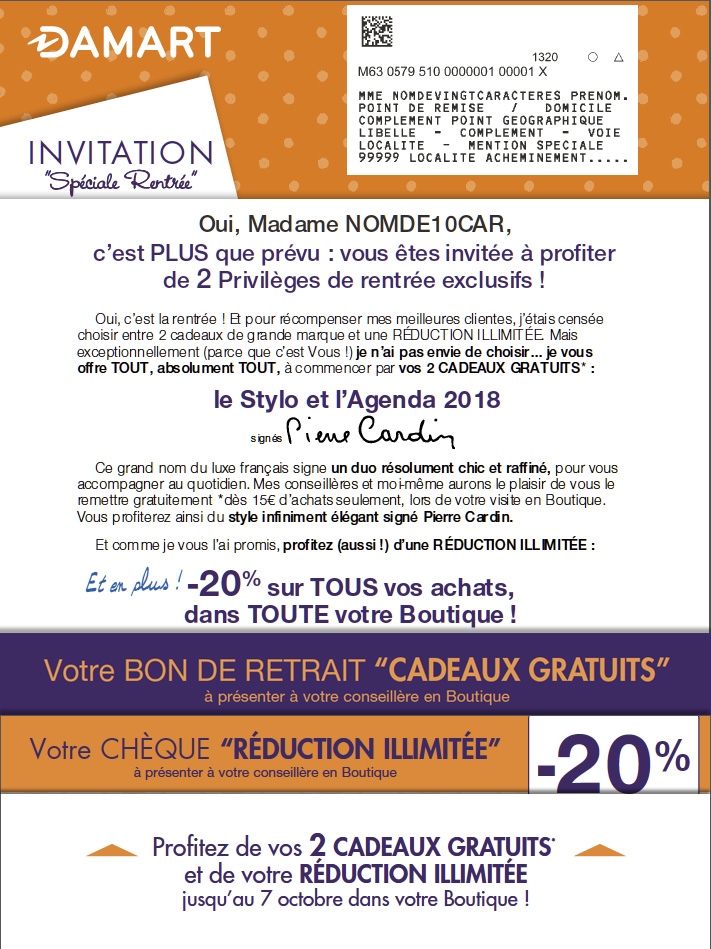 DAMART
1320
M63 0579 510 0000001 00001 X
MME NOMDEVINGTCARACTERES PRENOM.
POINT DE REMISE / DOMICILE
COMPLEMENT POINT GEOGRAPHIQUE
LIBELLE - COMPLEMENT - VOIE
LOCALITE - MENTION SPECIALE
99999 LOCALITE ACHEMINEMENT.....
INVITATION
"Spéciale Rentrée"
Oui, Madame NOMDE10CAR,
c'est PLUS que prévu : vous êtes invitée à profiter
de 2 Privilèges de rentrée exclusifs !
Oui, c'est la rentrée ! Et pour récompenser mes meilleures clientes, j'étais censée
choisir entre 2 cadeaux de grande marque et une RÉDUCTION ILLIMITÉE. Mais
exceptionnellement (parce que c'est Vous !) je n'ai pas envie de choisir... je vous
offre TOUT, absolument TOUT, à commencer par vos 2 CADEAUX GRATUITS* :
le Stylo et l'Agenda 2018
signés Pierre Cardin
Ce grand nom du luxe français signe un duo résolument chic et raffiné, pour vous
accompagner au quotidien. Mes conseillères et moi-même aurons le plaisir de vous le
remettre gratuitement *dès 15€ d'achats seulement, lors de votre visite en Boutique.
Vous profiterez ainsi du style infiniment élégant signé Pierre Cardin.
Et comme je vous l'ai promis, profitez (aussi !) d'une RÉDUCTION ILLIMITÉE :
Et en plus ! -20% sur TOUS vos achats,
dans TOUTE votre Boutique !
Votre BON DE RETRAIT "CADEAUX GRATUITS"
à présenter à votre conseillère en Boutique
Votre CHÈQUE "RÉDUCTION ILLIMITÉE"
à présenter à votre conseillère en Boutique
-20%
Profitez de vos 2 CADEAUX GRATUITS*
et de votre RÉDUCTION ILLIMITÉE
jusqu'au 7 octobre dans votre Boutique !